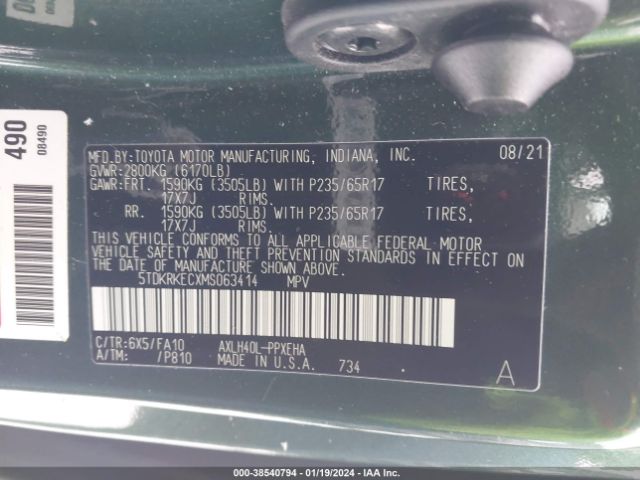 490
08490
MFD.BY:TOYOTA MOTOR MANUFACTURING, INDIANA, INC. 08/21
GVWR:2800KG (6170LB)
GAWR:FRT. 1590KG (3505LB) WITH P235/65R17 TIRES,
17X7J RIMS.
RR. 1590KG (3505LB) WITH P235/65R17 TIRES,
17X7J RIMS.
THIS VEHICLE CONFORMS TO ALL APPLICABLE FEDERAL MOTOR
VEHICLE SAFETY AND THEFT PREVENTION STANDARDS IN EFFECT ON
THE DATE OF MANUFACTURE SHOWN ABOVE.
5TDKRKECXMS063414 MPV
C/TR:6X5/FA10 AXLH40L-PPXEHA
A/TM: /P810 MADE IN U.S.A. 734 A
000-38540794 - 01/19/2024 - IAA Inc.